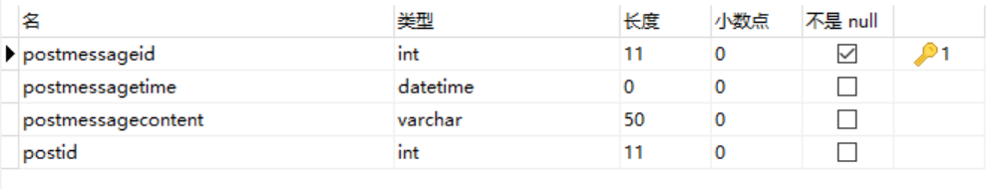 名 类型 长度 小数点 不是 null
postmessageid int 11 0 1
postmessagetime datetime 0 0
postmessagecontent varchar 50 0
postid int 11 0